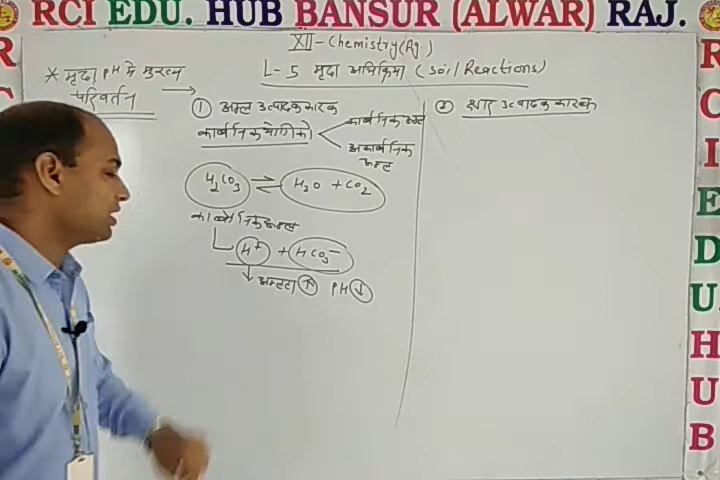 RCI EDU. HUB BANSUR (ALWAR) RAJ.
XII-Chemistry(Ag.)
L-5 मृदा अभिक्रिया (Soil Reactions)
* मृदा PH मे मुख्य
परिवर्तन →
① अम्ल उत्पादक कारक
कार्बनिक योगिको
कार्बनिक अम्ल
अकार्बनिक
अम्ल
② क्षार उत्पादक कारक
H₂CO₃ ⇌ H₂O + CO₂
कार्बोनिक अम्ल
H⁺ + HCO₃⁻
अम्लता ↑ PH ↓
R
C
I
E
D
U
H
U
B